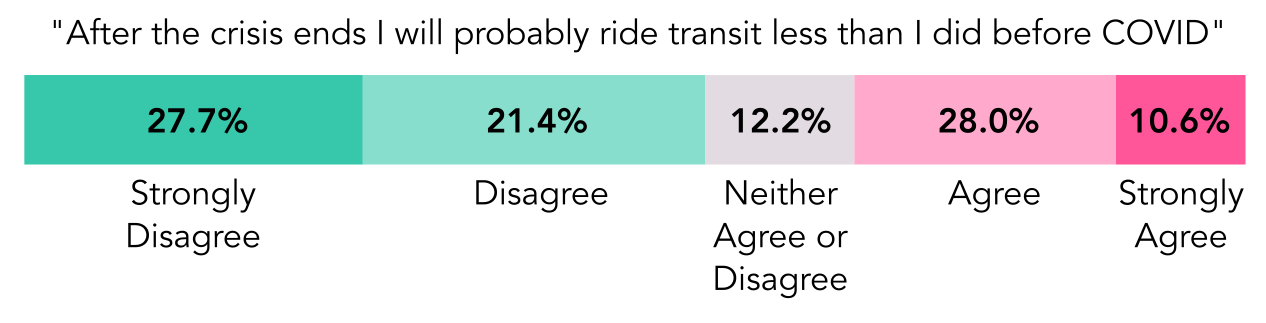 "After the crisis ends I will probably ride transit less than I did before COVID"
27.7% 21.4% 12.2% 28.0% 10.6%
Strongly Disagree Neither Agree Strongly
Disagree Agree or Agree
Disagree